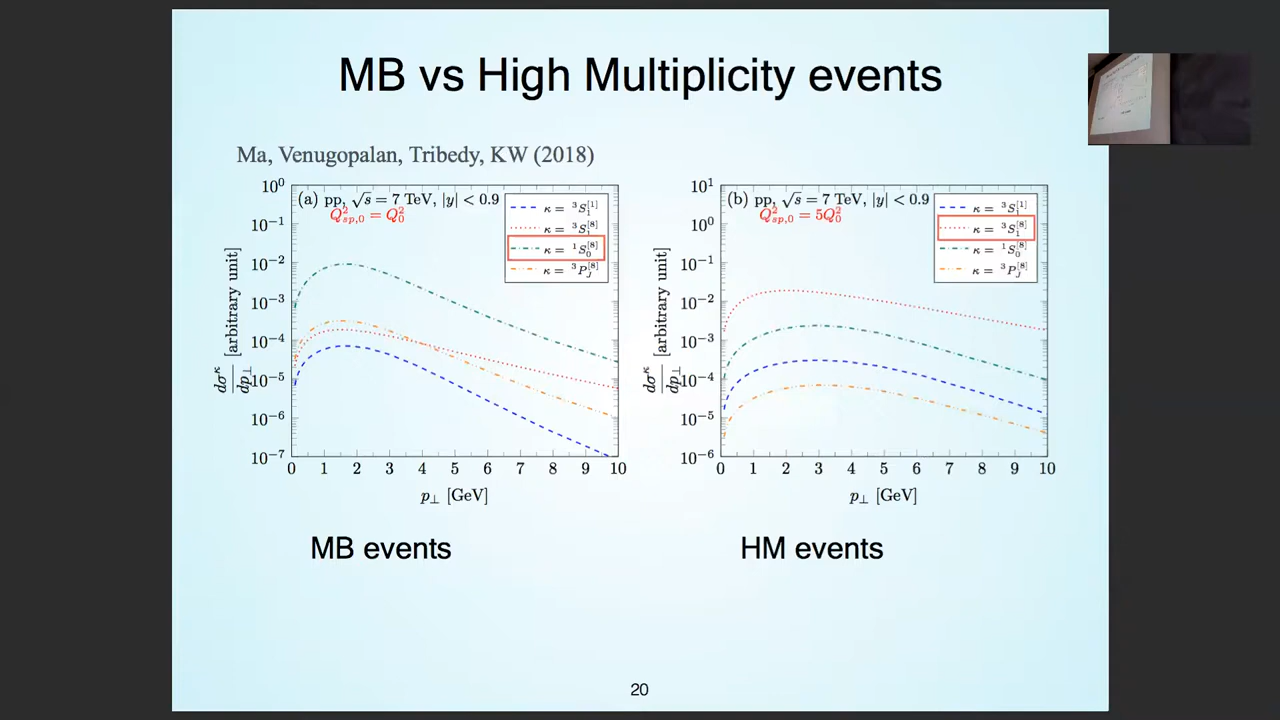 MB vs High Multiplicity events
Ma, Venugopalan, Tribedy, KW (2018)
(a) pp, √s = 7 TeV, |y| < 0.9
Q²sp,0 = Q²0
κ = ³S₁^[1]
κ = ³S₁^[8]
κ = ¹S₀^[8]
κ = ³P_J^[8]
10⁰
10⁻¹
10⁻²
10⁻³
10⁻⁴
10⁻⁵
10⁻⁶
10⁻⁷
dσ^κ/dp⊥ [arbitrary unit]
0 1 2 3 4 5 6 7 8 9 10
p⊥ [GeV]
MB events
(b) pp, √s = 7 TeV, |y| < 0.9
Q²sp,0 = 5Q²0
κ = ³S₁^[1]
κ = ³S₁^[8]
κ = ¹S₀^[8]
κ = ³P_J^[8]
10¹
10⁰
10⁻¹
10⁻²
10⁻³
10⁻⁴
10⁻⁵
10⁻⁶
dσ^κ/dp⊥ [arbitrary unit]
0 1 2 3 4 5 6 7 8 9 10
p⊥ [GeV]
HM events
20